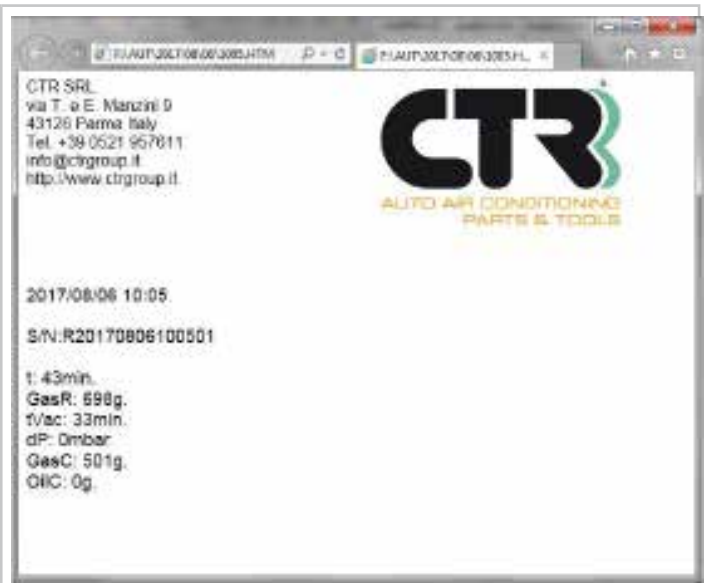 CTR SRL
via T. e E. Manzini 9
43126 Parma Italy
Tel. +39 0521 957611
info@ctrgroup.it
http://www.ctrgroup.it
CTR
AUTO AIR CONDITIONING
PARTS & TOOLS
2017/08/06 10:05
S/N:R20170806100501
t: 43min.
GasR: 698g.
tVac: 33min.
dP: 0mbar
GasC: 501g.
OilC: 0g.